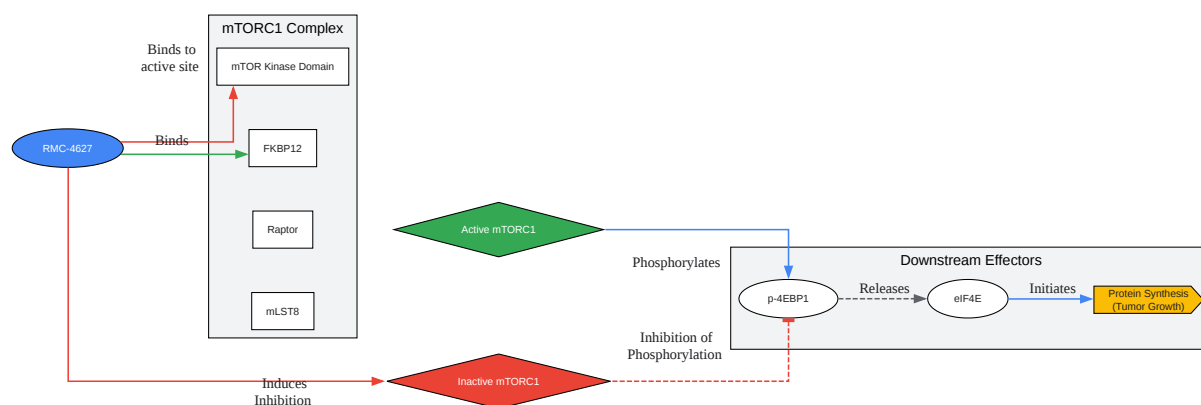 mTORC1 Complex
Binds to
active site
mTOR Kinase Domain
RMC-4627
Binds
FKBP12
Raptor
mLST8
Active mTORC1
Phosphorylates
Downstream Effectors
p-4EBP1
Releases
eIF4E
Initiates
Protein Synthesis
(Tumor Growth)
Inhibition of
Phosphorylation
Induces
Inhibition
Inactive mTORC1